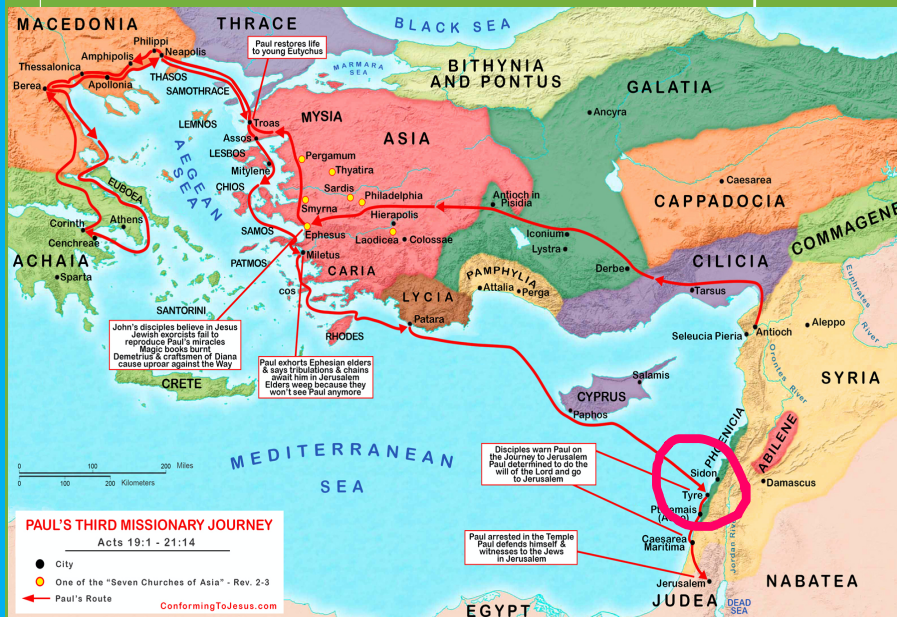 MACEDONIA
THRACE
BLACK SEA
Philippi
Neapolis
Amphipolis
Thessalonica
Apollonia
Berea
THASOS
SAMOTHRACE
Paul restores life
to young Eutychus
MARMARA
SEA
BITHYNIA
AND PONTUS
GALATIA
Ancyra
LEMNOS
Troas
MYSIA
ASIA
Assos
LESBOS
Mitylene
Pergamum
Thyatira
AEGEAN
SEA
CHIOS
Sardis
Philadelphia
Smyrna
Hierapolis
Antioch in
Pisidia
Caesarea
CAPPADOCIA
EUBOEA
Athens
Corinth
Cenchreae
SAMOS
Ephesus
Laodicea
Colossae
Iconium
Lystra
COMMAGENE
ACHAIA
Sparta
PATMOS
Miletus
CARIA
PAMPHYLIA
Attalia
Perga
Derbe
CILICIA
Tarsus
Euphrates
River
COS
LYCIA
Patara
SANTORINI
RHODES
Seleucia Pieria
Antioch
Aleppo
John's disciples believe in Jesus
Jewish exorcists fail to
reproduce Paul's miracles
Magic books burnt
Demetrius & craftsmen of Diana
cause uproar against the Way
Paul exhorts Ephesian elders
& says tribulations & chains
await him in Jerusalem
Elders weep because they
won't see Paul anymore
CRETE
Salamis
CYPRUS
Paphos
Orontes River
SYRIA
PHOENICIA
ABILENE
MEDITERRANEAN
SEA
Disciples warn Paul on
the Journey to Jerusalem
Paul determined to do the
will of the Lord and go
to Jerusalem
Sidon
Tyre
Damascus
Ptolemais
Caesarea
Maritima
Jordan River
Paul arrested in the Temple
Paul defends himself &
witnesses to the Jews
in Jerusalem
Jerusalem
JUDEA
DEAD
SEA
NABATEA
EGYPT
0 100 200 Miles
0 100 200 Kilometers
PAUL'S THIRD MISSIONARY JOURNEY
Acts 19:1 - 21:14
City
One of the "Seven Churches of Asia" - Rev. 2-3
Paul's Route
ConformingToJesus.com